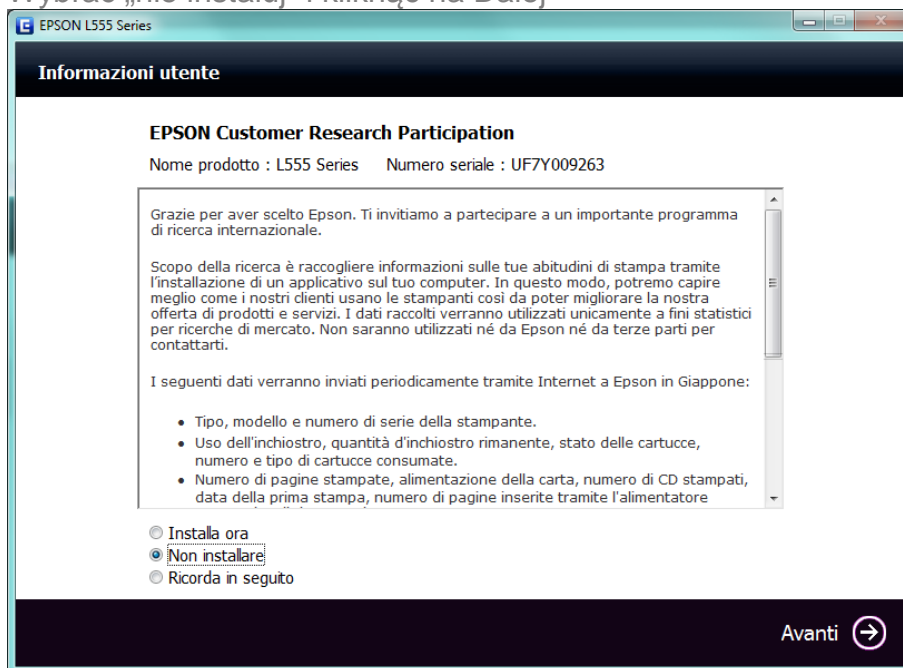 Wybrać „nie instaluj" i kliknąć na Dalej
EPSON L555 Series
Informazioni utente
EPSON Customer Research Participation
Nome prodotto : L555 Series Numero seriale : UF7Y009263
Grazie per aver scelto Epson. Ti invitiamo a partecipare a un importante programma
di ricerca internazionale.
Scopo della ricerca è raccogliere informazioni sulle tue abitudini di stampa tramite
l'installazione di un applicativo sul tuo computer. In questo modo, potremo capire
meglio come i nostri clienti usano le stampanti così da poter migliorare la nostra
offerta di prodotti e servizi. I dati raccolti verranno utilizzati unicamente a fini statistici
per ricerche di mercato. Non saranno utilizzati né da Epson né da terze parti per
contattarti.
I seguenti dati verranno inviati periodicamente tramite Internet a Epson in Giappone:
• Tipo, modello e numero di serie della stampante.
• Uso dell'inchiostro, quantità d'inchiostro rimanente, stato delle cartucce,
numero e tipo di cartucce consumate.
• Numero di pagine stampate, alimentazione della carta, numero di CD stampati,
data della prima stampa, numero di pagine inserite tramite l'alimentatore
Installa ora
Non installare
Ricorda in seguito
Avanti